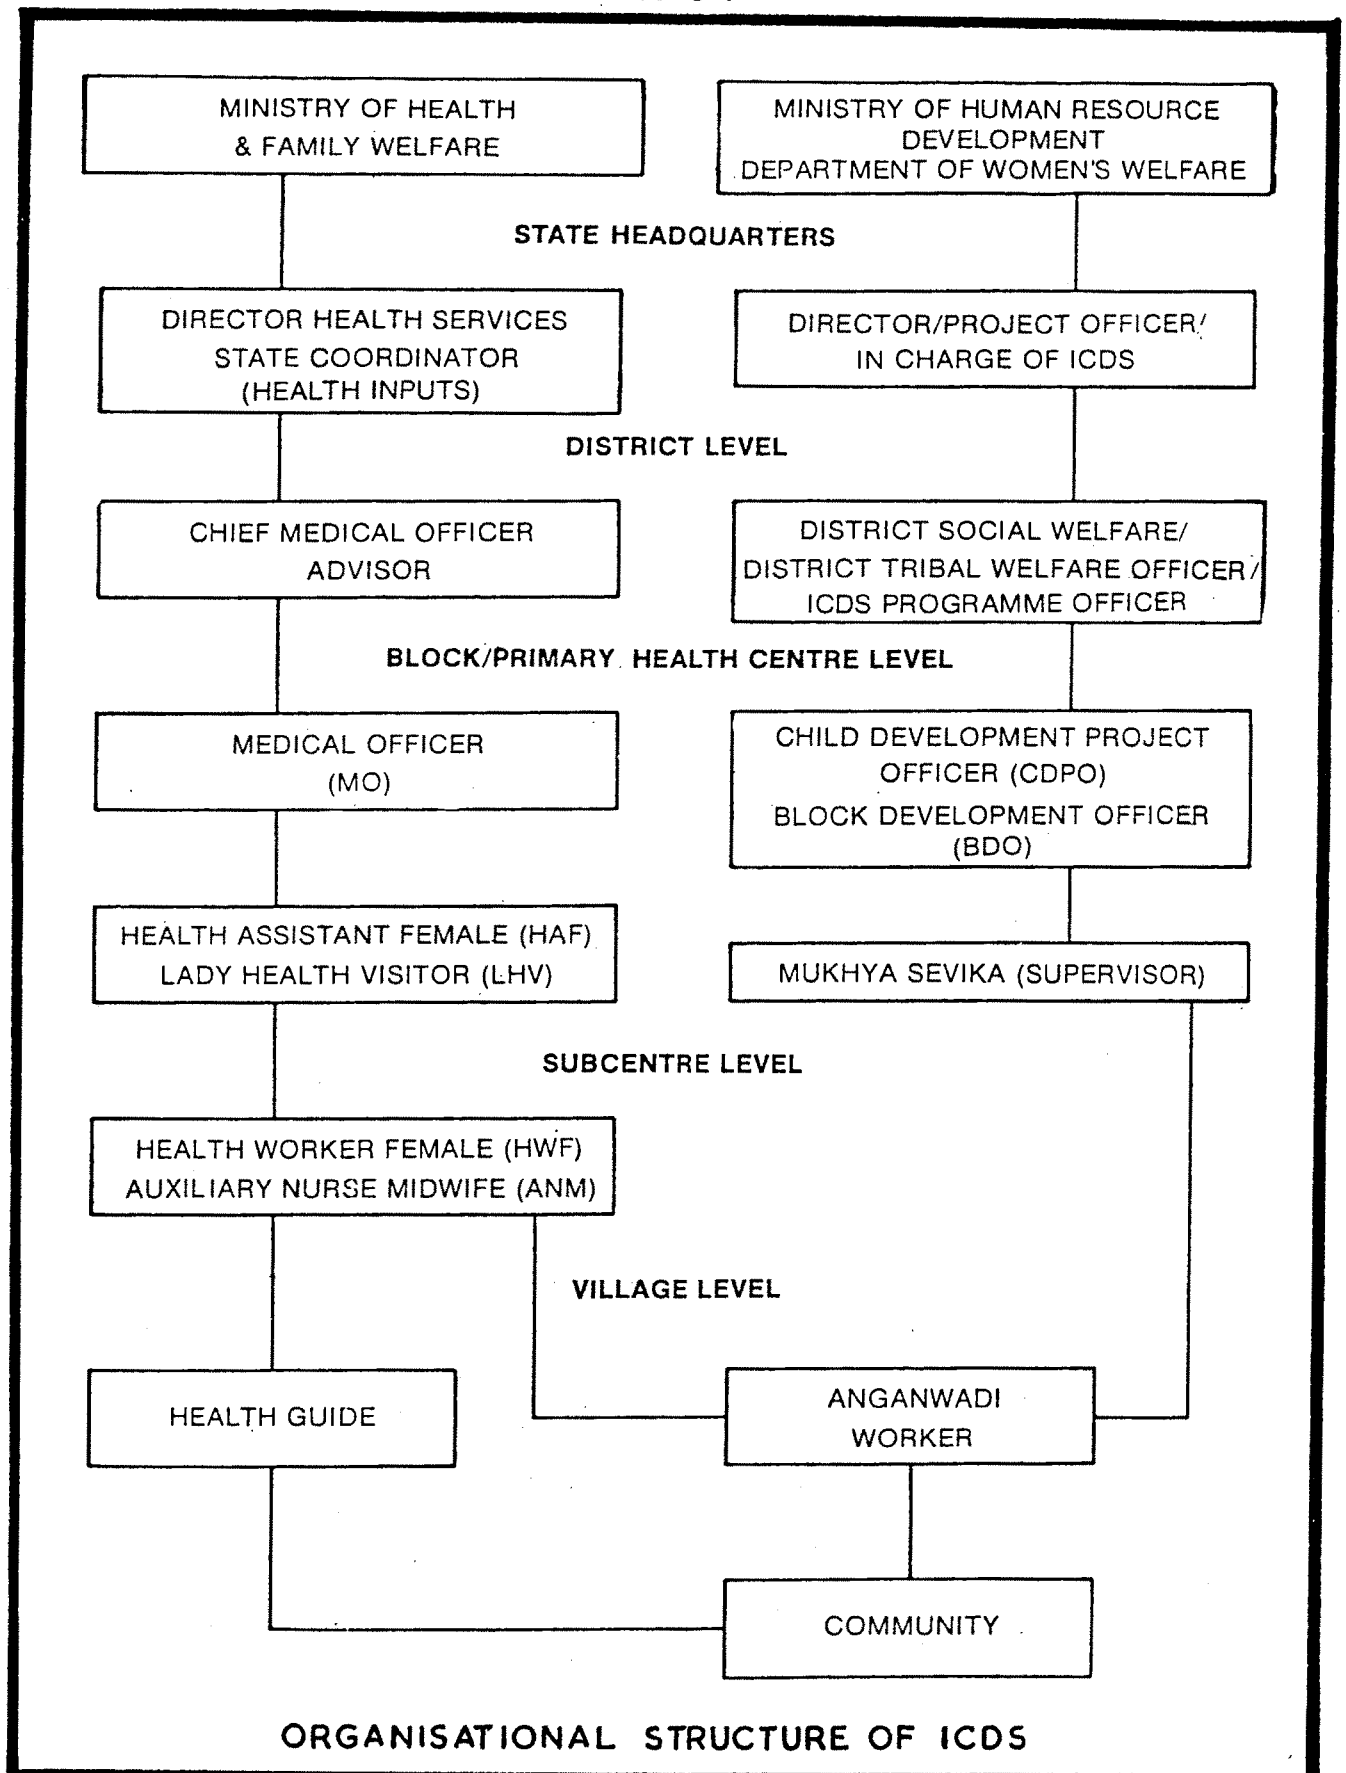 MINISTRY OF HEALTH
& FAMILY WELFARE
MINISTRY OF HUMAN RESOURCE
DEVELOPMENT
DEPARTMENT OF WOMEN'S WELFARE
STATE HEADQUARTERS
DIRECTOR HEALTH SERVICES
STATE COORDINATOR
(HEALTH INPUTS)
DIRECTOR/PROJECT OFFICER/
IN CHARGE OF ICDS
DISTRICT LEVEL
CHIEF MEDICAL OFFICER
ADVISOR
DISTRICT SOCIAL WELFARE/
DISTRICT TRIBAL WELFARE OFFICER/
ICDS PROGRAMME OFFICER
BLOCK/PRIMARY HEALTH CENTRE LEVEL
MEDICAL OFFICER
(MO)
CHILD DEVELOPMENT PROJECT
OFFICER (CDPO)
BLOCK DEVELOPMENT OFFICER
(BDO)
HEALTH ASSISTANT FEMALE (HAF)
LADY HEALTH VISITOR (LHV)
MUKHYA SEVIKA (SUPERVISOR)
SUBCENTRE LEVEL
HEALTH WORKER FEMALE (HWF)
AUXILIARY NURSE MIDWIFE (ANM)
VILLAGE LEVEL
HEALTH GUIDE
ANGANWADI
WORKER
COMMUNITY
ORGANISATIONAL STRUCTURE OF ICDS